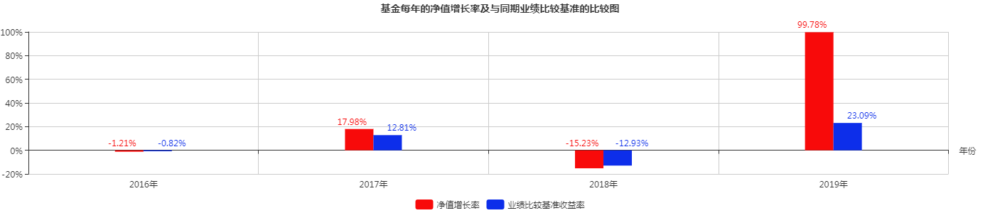 基金每年的净值增长率及与同期业绩比较基准的比较图
100%
80%
60%
40%
20%
0%
-20%
-1.21%
-0.82%
17.98%
12.81%
-15.23%
-12.93%
99.78%
23.09%
年份
2016年
2017年
2018年
2019年
净值增长率
业绩比较基准收益率